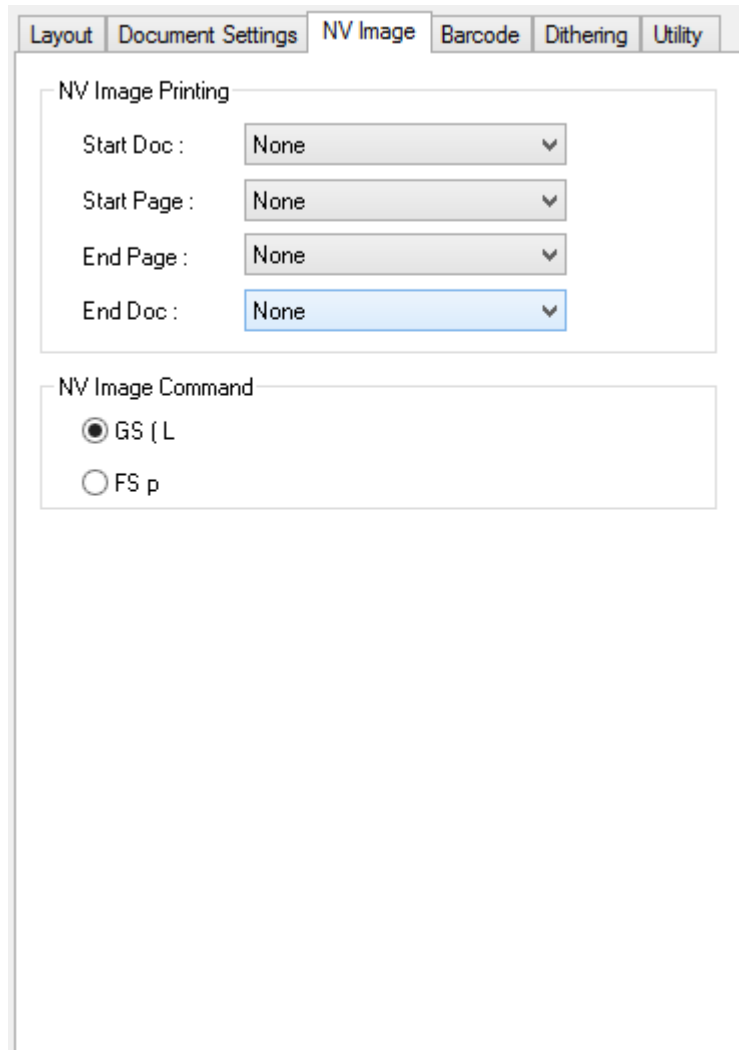 Layout Document Settings NV Image Barcode Dithering Utility
NV Image Printing
Start Doc : None
Start Page : None
End Page : None
End Doc : None
NV Image Command
GS ( L
FS p